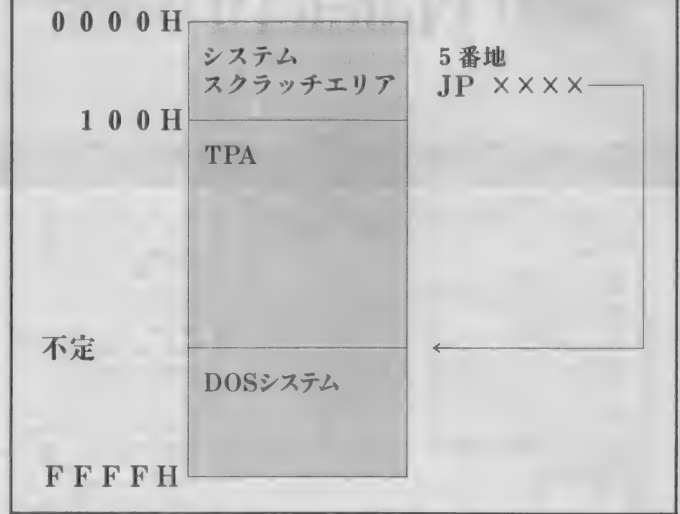 0000H
システム
スクラッチエリア
5番地
JP ××××
100H
TPA
不定
DOSシステム
FFFFH